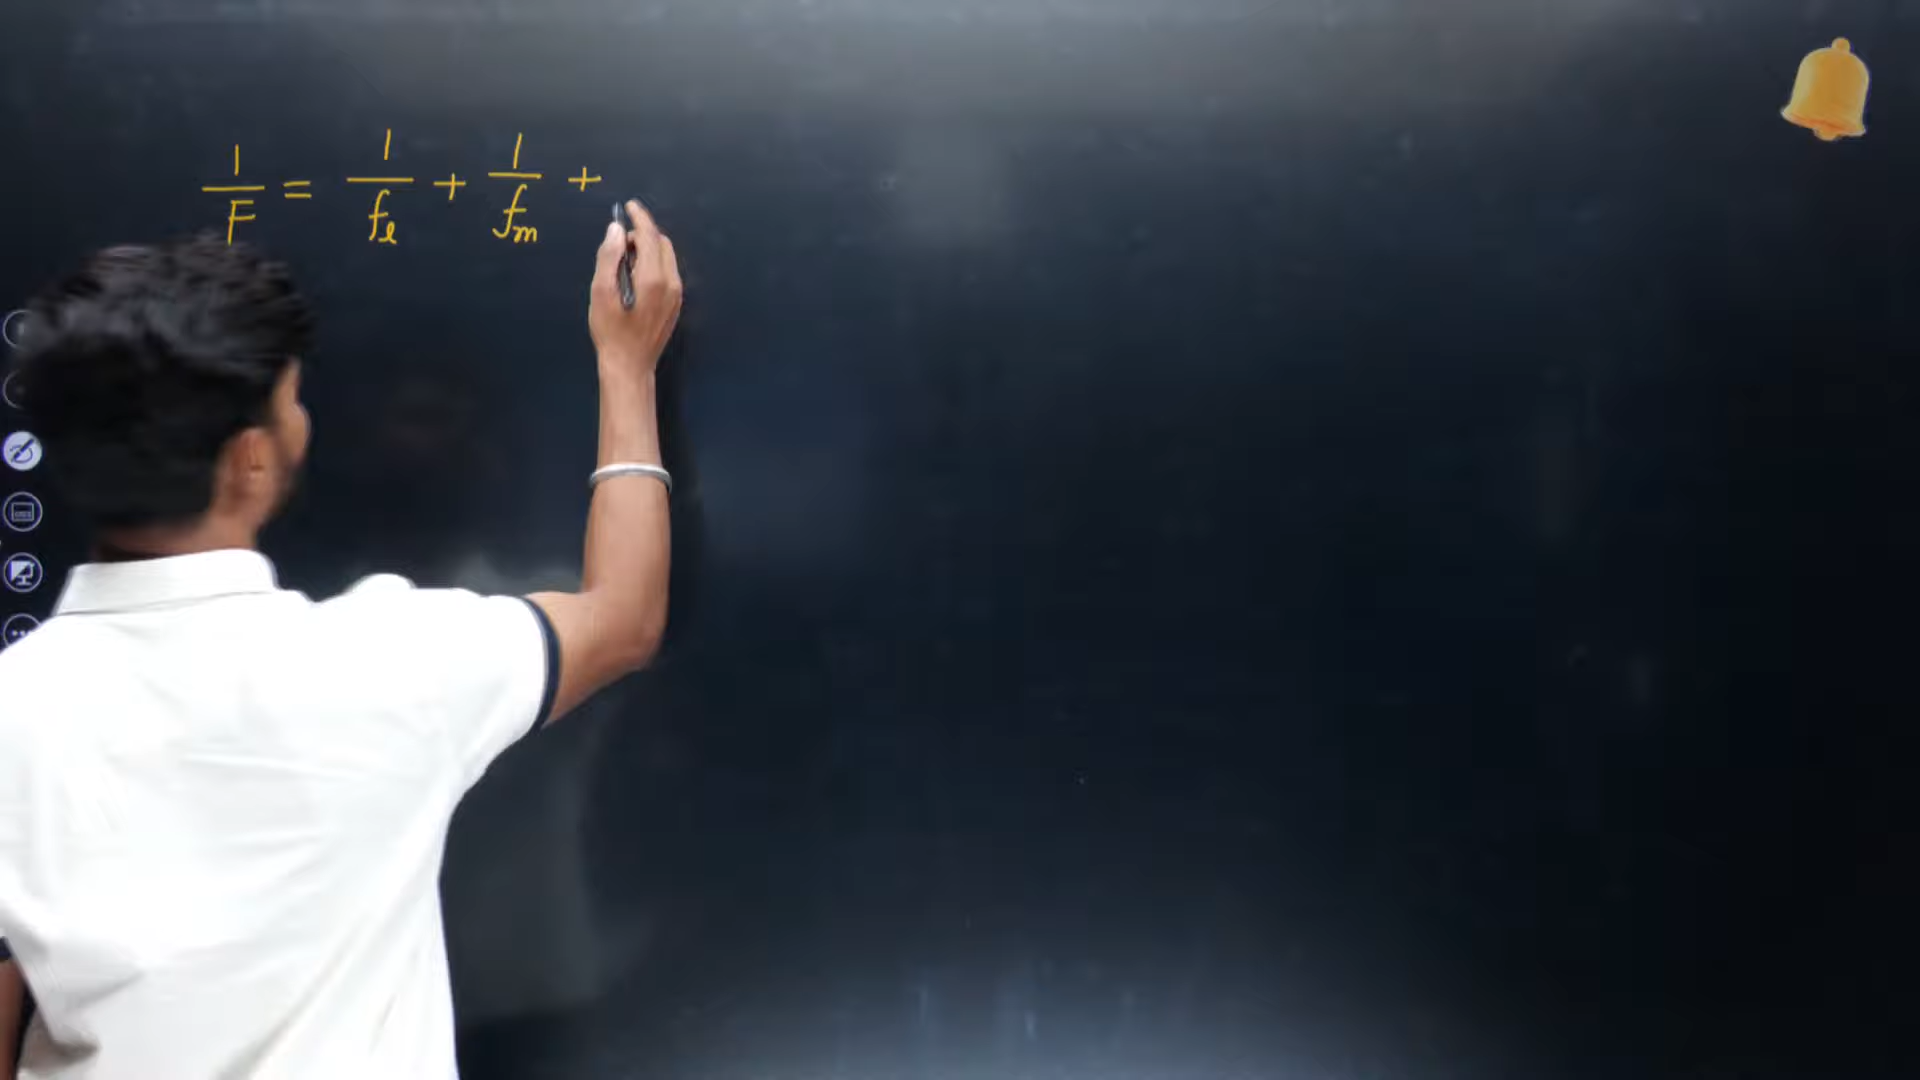 1/F = 1/fℓ + 1/fm +